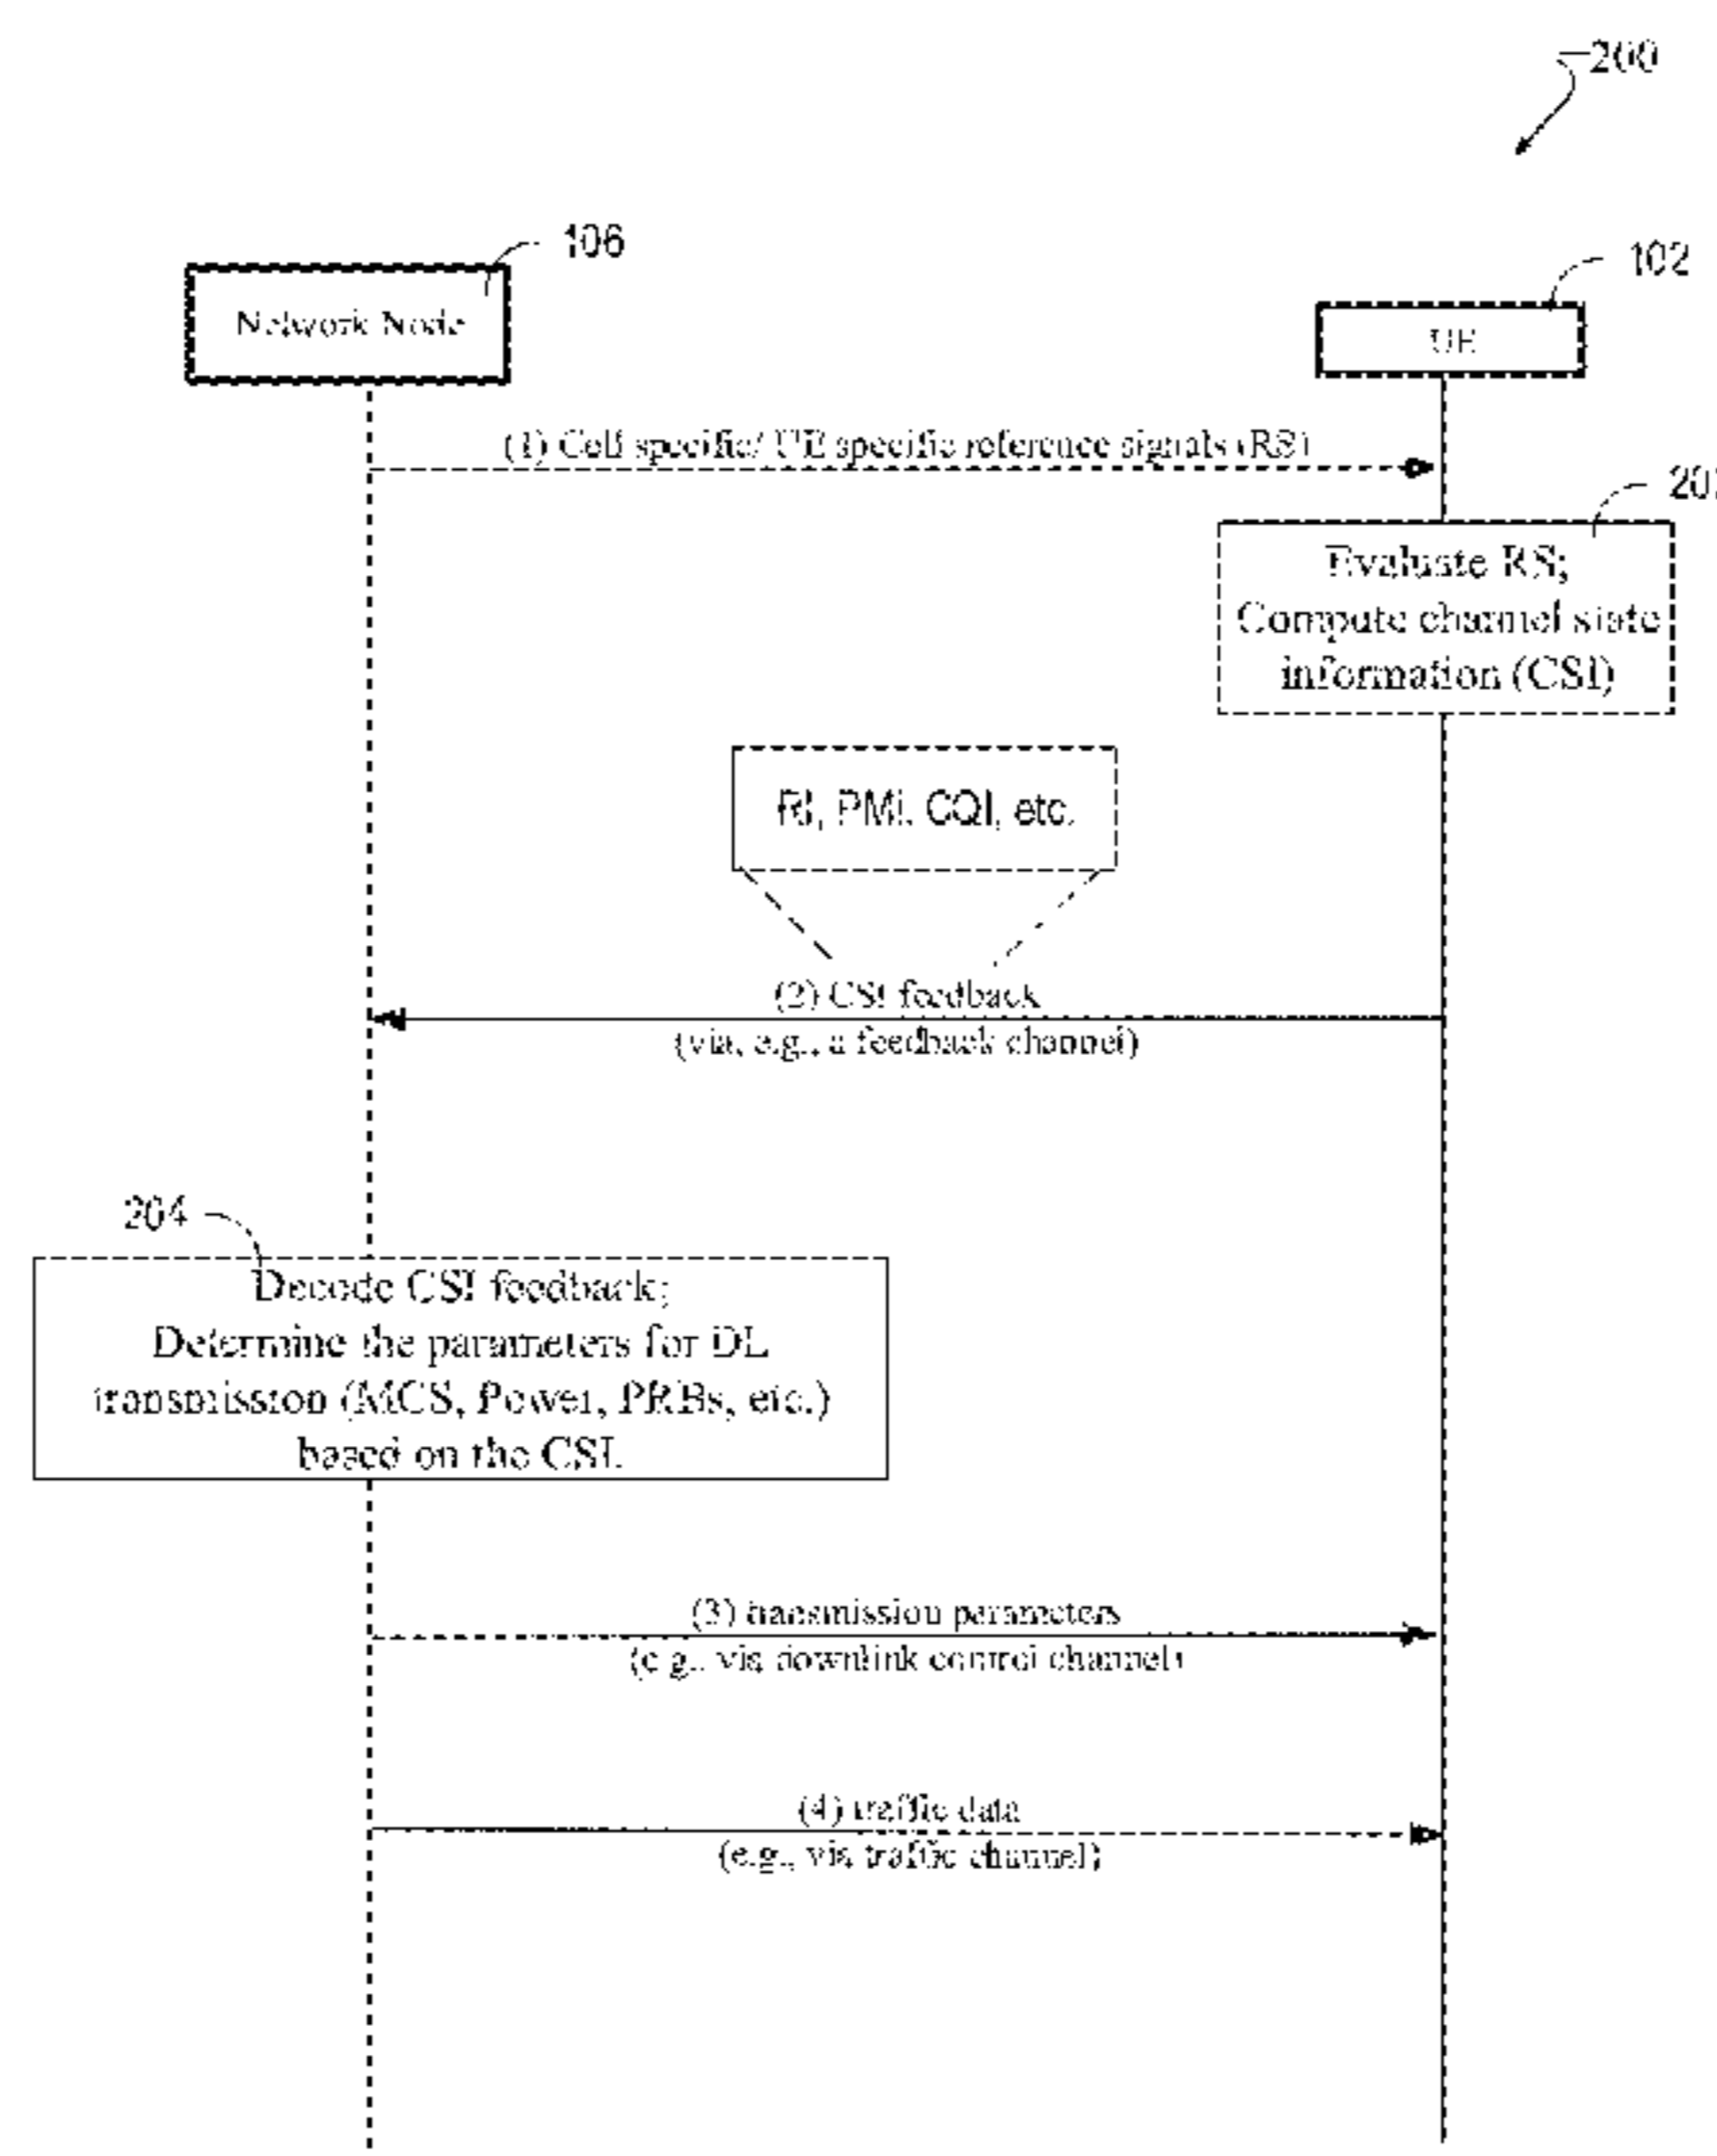 200
106
Network Node
102
UE
(1) Cell specific/ UE specific reference signals (RS)
Evaluate RS;
Compute channel state
information (CSI)
RI, PMI, CQI, etc.
(2) CSI feedback
(via, e.g., a feedback channel)
204
Decode CSI feedback;
Determine the parameters for DL
transmission (MCS, Power, PRBs, etc.)
based on the CSI.
(3) transmission parameters
(e.g., via downlink control channel)
(4) traffic data
(e.g., via traffic channel)